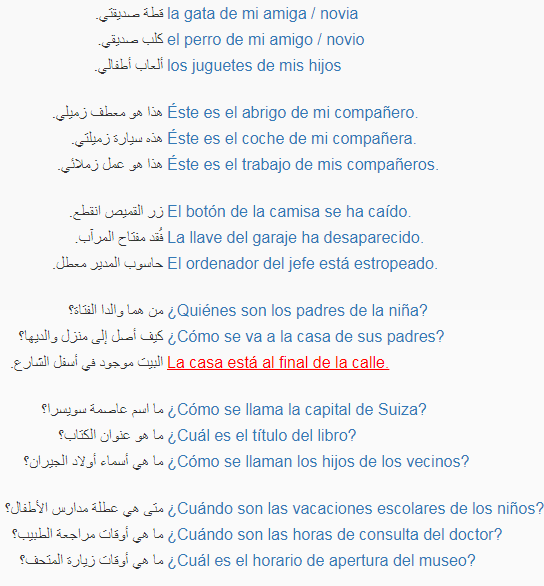 قطة صديقتي. la gata de mi amiga / novia
كلب صديقي. el perro de mi amigo / novio
ألعاب أطفالي. los juguetes de mis hijos
هذا هو معطف زميلي. Éste es el abrigo de mi compañero.
هذه سيارة زميلتي. Éste es el coche de mi compañera.
هذا هو عمل زملائي. Éste es el trabajo de mis compañeros.
زر القميص انقطع. El botón de la camisa se ha caído.
فُقد مفتاح المرآب. La llave del garaje ha desaparecido.
حاسوب المدير معطل. El ordenador del jefe está estropeado.
من هما والدا الفتاة؟ ¿Quiénes son los padres de la niña?
كيف أصل إلى منزل والديها؟ ¿Cómo se va a la casa de sus padres?
البيت موجود في أسفل الشارع. La casa está al final de la calle.
ما اسم عاصمة سويسرا؟ ¿Cómo se llama la capital de Suiza?
ما هو عنوان الكتاب؟ ¿Cuál es el título del libro?
ما هي أسماء أولاد الجيران؟ ¿Cómo se llaman los hijos de los vecinos?
متى هي عطلة مدارس الأطفال؟ ¿Cuándo son las vacaciones escolares de los niños?
ما هي أوقات مراجعة الطبيب؟ ¿Cuándo son las horas de consulta del doctor?
ما هي أوقات زيارة المتحف؟ ¿Cuál es el horario de apertura del museo?